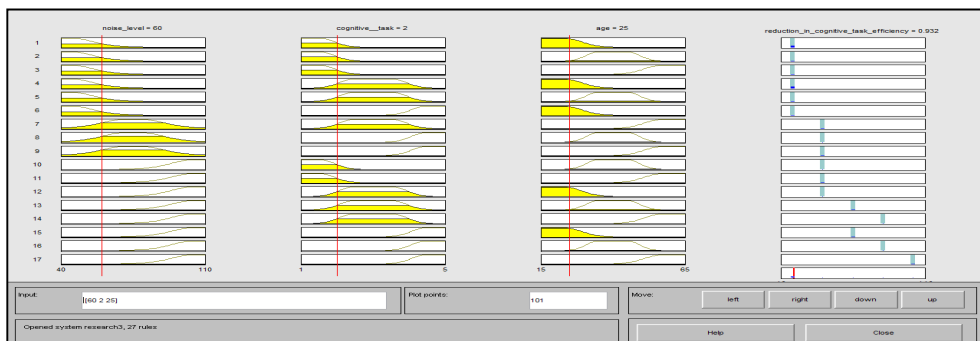 noise_level = 60
cognitive__task = 2
age = 25
reduction_in_cognitive_task_efficiency = 0.932
1
2
3
4
5
6
7
8
9
10
11
12
13
14
15
16
17
40 110
1 5
15 65
Input:
[60 2 25]
Plot points:
101
Move:
left
right
down
up
Opened system research3, 27 rules
Help
Close